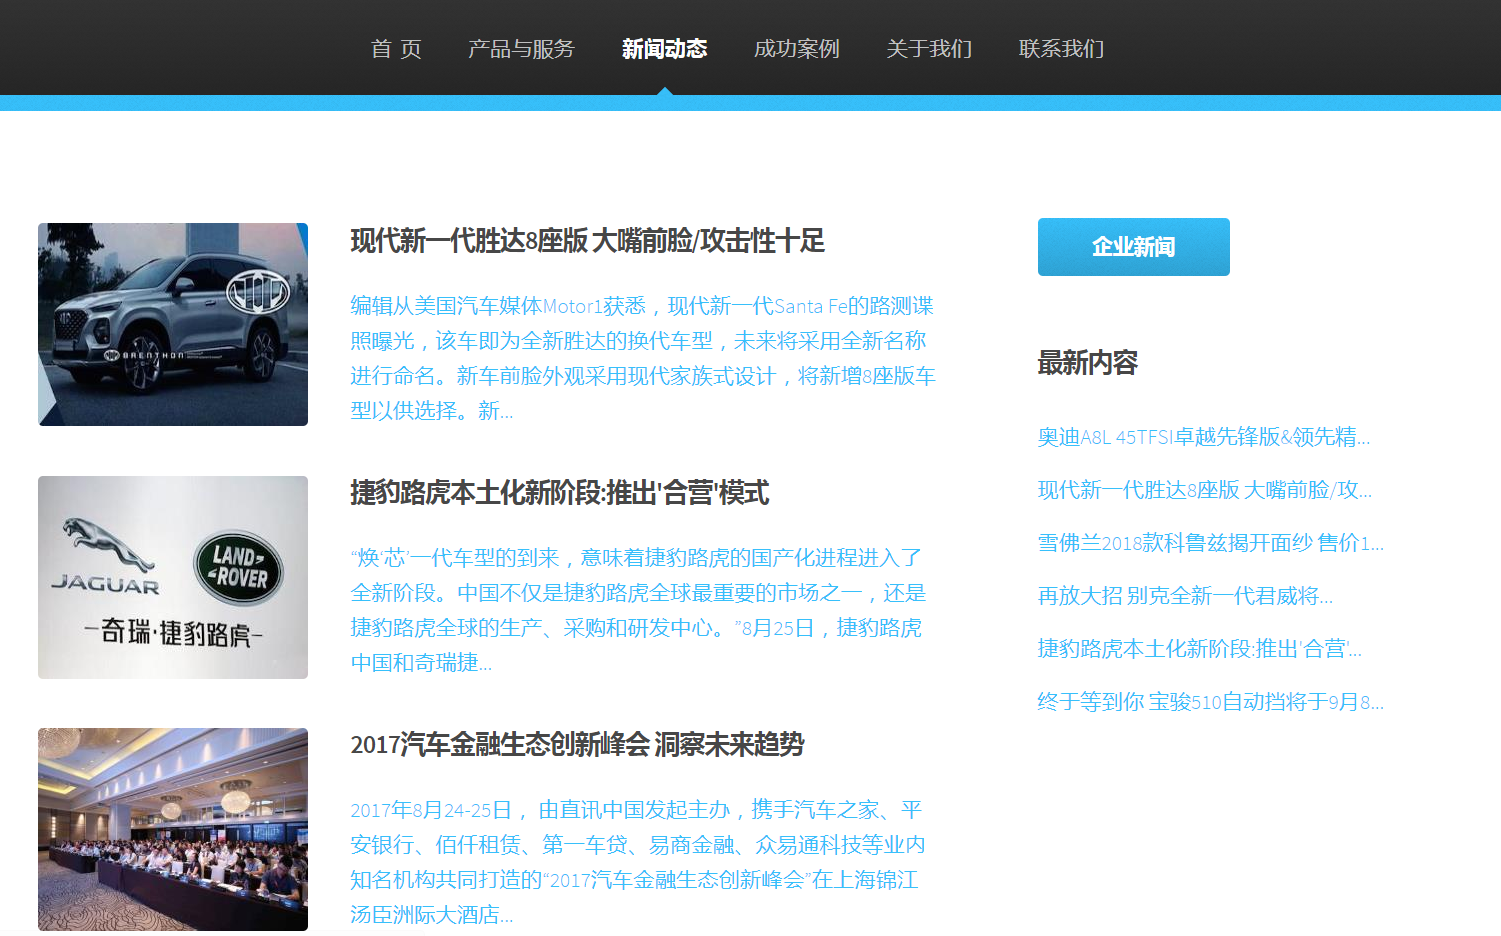 首 页 产品与服务 新闻动态 成功案例 关于我们 联系我们
BRENTHON
现代新一代胜达8座版 大嘴前脸/攻击性十足
编辑从美国汽车媒体Motor1获悉，现代新一代Santa Fe的路测谍
照曝光，该车即为全新胜达的换代车型，未来将采用全新名称
进行命名。新车前脸外观采用现代家族式设计，将新增8座版车
型以供选择。新...
JAGUAR
LAND-
-ROVER
奇瑞·捷豹路虎
捷豹路虎本土化新阶段:推出'合营'模式
“焕‘芯’一代车型的到来，意味着捷豹路虎的国产化进程进入了
全新阶段。中国不仅是捷豹路虎全球最重要的市场之一，还是
捷豹路虎全球的生产、采购和研发中心。”8月25日，捷豹路虎
中国和奇瑞捷...
2017汽车金融生态创新峰会 洞察未来趋势
2017年8月24-25日， 由直讯中国发起主办，携手汽车之家、平
安银行、佰仟租赁、第一车贷、易商金融、众易通科技等业内
知名机构共同打造的“2017汽车金融生态创新峰会”在上海锦江
汤臣洲际大酒店...
企业新闻
最新内容
奥迪A8L 45TFSI卓越先锋版&领先精...
现代新一代胜达8座版 大嘴前脸/攻...
雪佛兰2018款科鲁兹揭开面纱 售价1...
再放大招 别克全新一代君威将...
捷豹路虎本土化新阶段:推出'合营'...
终于等到你 宝骏510自动挡将于9月8...